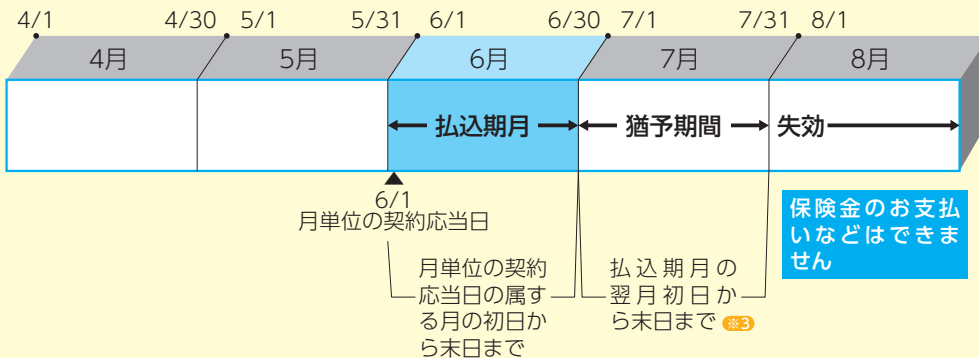 4/1 4/30 5/1 5/31 6/1 6/30 7/1 7/31 8/1
4月 5月 6月 7月 8月
払込期月 猶予期間 失効
6/1
月単位の契約応当日
月単位の契約
応当日の属す
る月の初日か
ら末日まで
払込期月の
翌月初日か
ら末日まで ※3
保険金のお支払
いなどはできま
せん